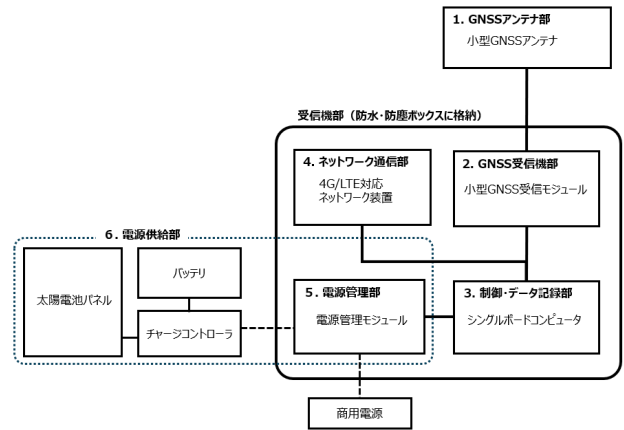 1. GNSSアンテナ部
小型GNSSアンテナ
受信機部（防水・防塵ボックスに格納）
4. ネットワーク通信部
4G/LTE対応
ネットワーク装置
2. GNSS受信機部
小型GNSS受信モジュール
6. 電源供給部
太陽電池パネル
バッテリ
チャージコントローラ
5. 電源管理部
電源管理モジュール
3. 制御・データ記録部
シングルボードコンピュータ
商用電源